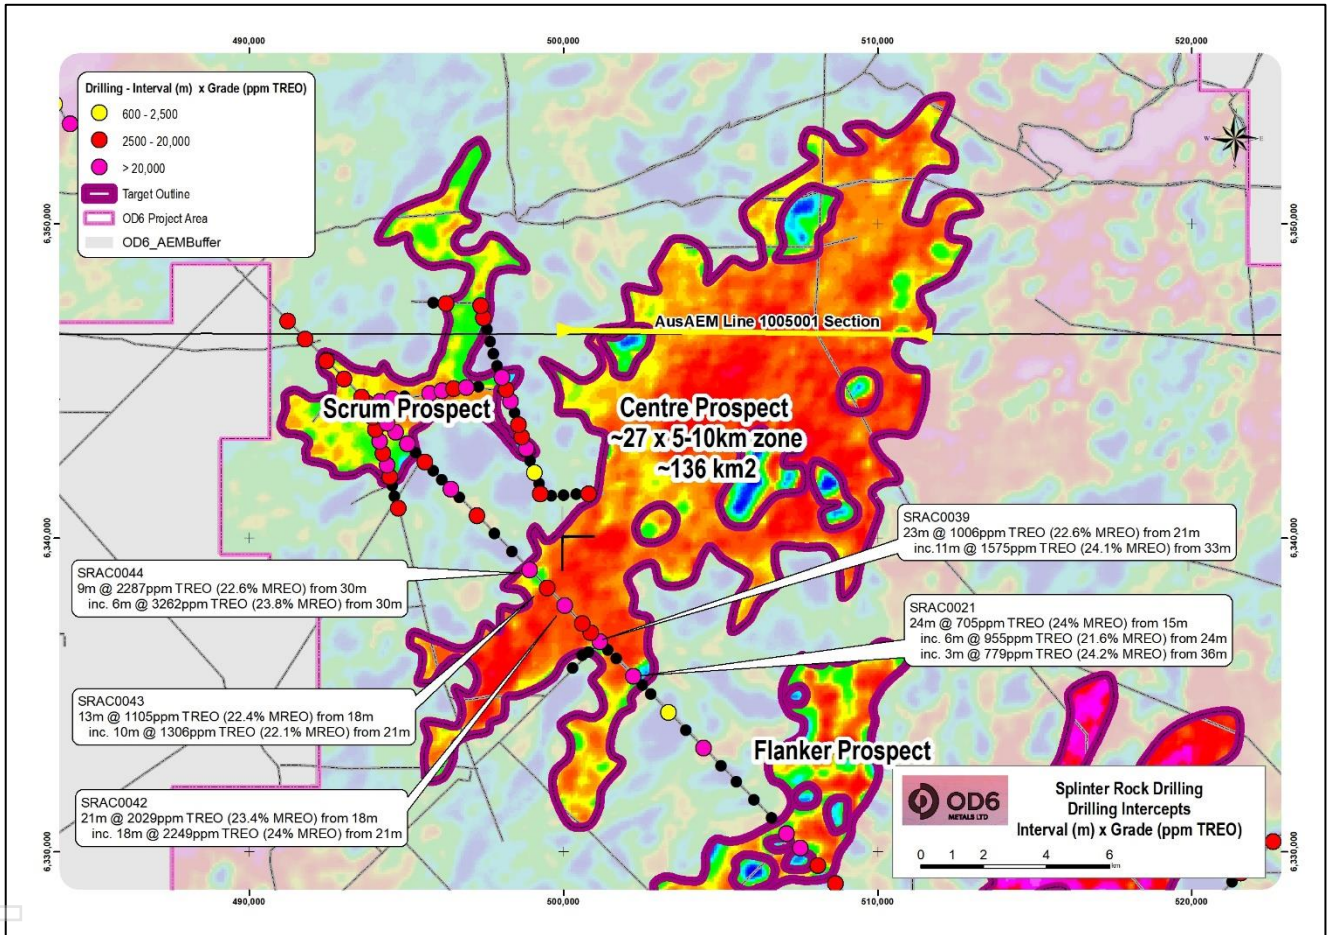 490,000
500,000
510,000
520,000
Drilling - Interval (m) x Grade (ppm TREO)
600 - 2,500
2500 - 20,000
> 20,000
Target Outline
OD6 Project Area
OD6_AEMBuffer
W
E
6,350,000
6,350,000
AusAEM Line 1005001 Section
Scrum Prospect
Centre Prospect
~27 x 5-10km zone
~136 km2
SRAC0039
23m @ 1006ppm TREO (22.6% MREO) from 21m
inc.11m @ 1575ppm TREO (24.1% MREO) from 33m
6,340,000
6,340,000
SRAC0044
9m @ 2287ppm TREO (22.6% MREO) from 30m
inc. 6m @ 3262ppm TREO (23.8% MREO) from 30m
SRAC0021
24m @ 705ppm TREO (24% MREO) from 15m
inc. 6m @ 955ppm TREO (21.6% MREO) from 24m
inc. 3m @ 779ppm TREO (24.2% MREO) from 36m
SRAC0043
13m @ 1105ppm TREO (22.4% MREO) from 18m
inc. 10m @ 1306ppm TREO (22.1% MREO) from 21m
Flanker Prospect
SRAC0042
21m @ 2029ppm TREO (23.4% MREO) from 18m
inc. 18m @ 2249ppm TREO (24% MREO) from 21m
OD6
METALS LTD
Splinter Rock Drilling
Drilling Intercepts
Interval (m) x Grade (ppm TREO)
0 1 2 4 6
km
6,330,000
6,330,000
490,000
500,000
510,000
520,000